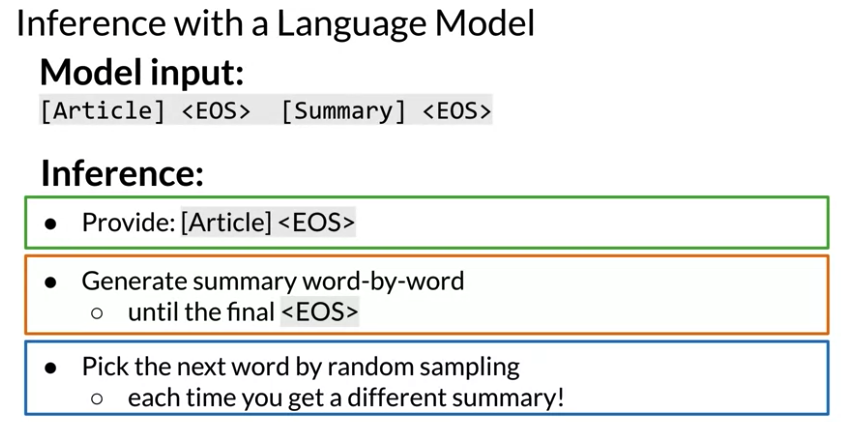 Inference with a Language Model
Model input:
[Article] <EOS> [Summary] <EOS>
Inference:
● Provide: [Article] <EOS>
● Generate summary word-by-word
○ until the final <EOS>
● Pick the next word by random sampling
○ each time you get a different summary!